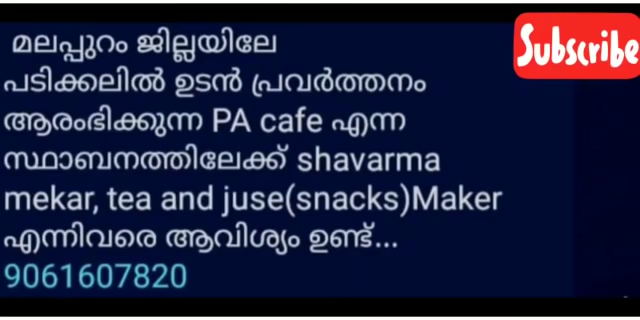 മലപ്പുറം ജില്ലയിലേ
Subscribe
പടിക്കലിൽ ഉടൻ പ്രവർത്തനം
ആരംഭിക്കുന്ന PA cafe എന്ന
സ്ഥാബനത്തിലേക്ക് shavarma
mekar, tea and juse(snacks)Maker
എന്നിവരെ ആവിശ്യം ഉണ്ട്...
9061607820